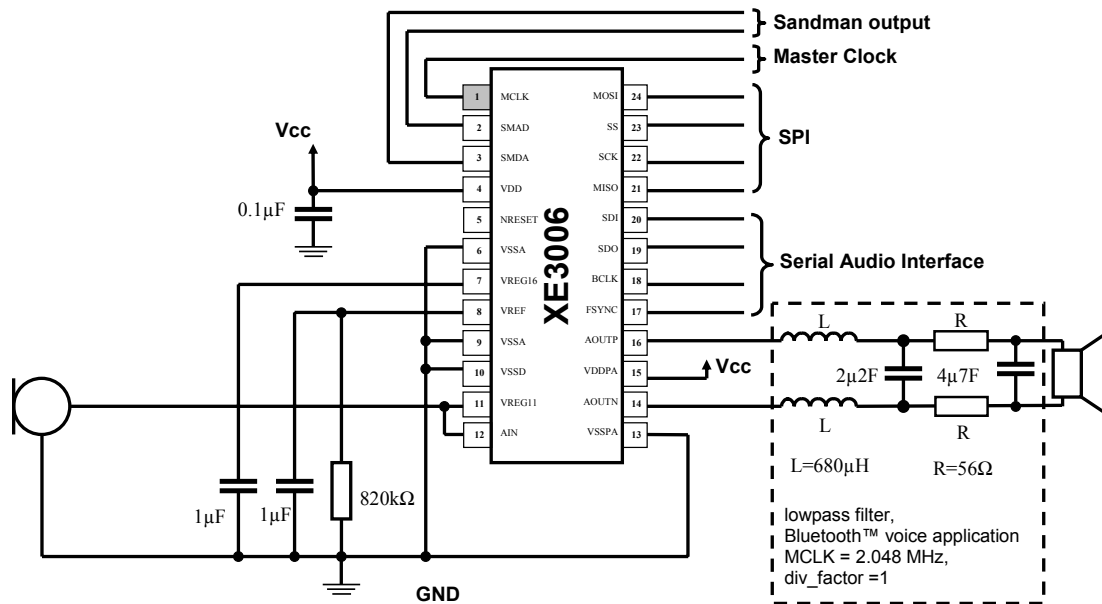 Sandman output
Master Clock
Vcc
0.1µF
1 MCLK
2 SMAD
3 SMDA
4 VDD
5 NRESET
6 VSSA
7 VREG16
8 VREF
9 VSSA
10 VSSD
11 VREG11
12 AIN
XE3006
MOSI 24
SS 23
SCK 22
MISO 21
SDI 20
SDO 19
BCLK 18
FSYNC 17
AOUTP 16
VDDPA 15
AOUTN 14
VSSPA 13
SPI
Serial Audio Interface
Vcc
L
R
2µ2F
4µ7F
L
R
L=680µH
R=56Ω
lowpass filter,
Bluetooth™ voice application
MCLK = 2.048 MHz,
div_factor =1
1µF
1µF
820kΩ
GND